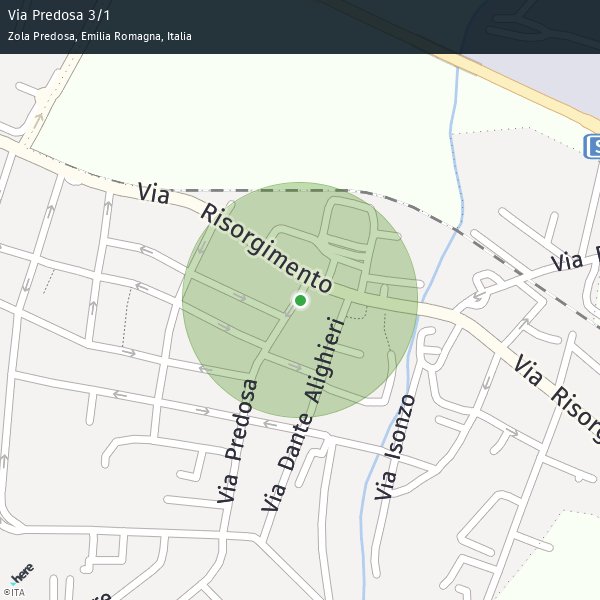 Via Predosa 3/1
Zola Predosa, Emilia Romagna, Italia
S
Via Risorgimento
Via
Via Dante Alighieri
Via Predosa
Via Isonzo
Via Risorg
here
©ITA